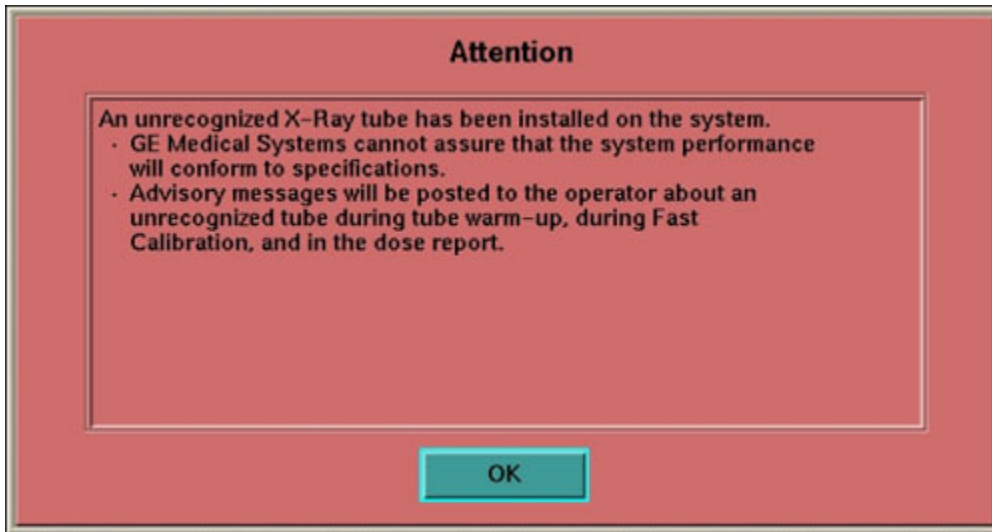 Attention
An unrecognized X-Ray tube has been installed on the system.
· GE Medical Systems cannot assure that the system performance
will conform to specifications.
· Advisory messages will be posted to the operator about an
unrecognized tube during tube warm-up, during Fast
Calibration, and in the dose report.
OK